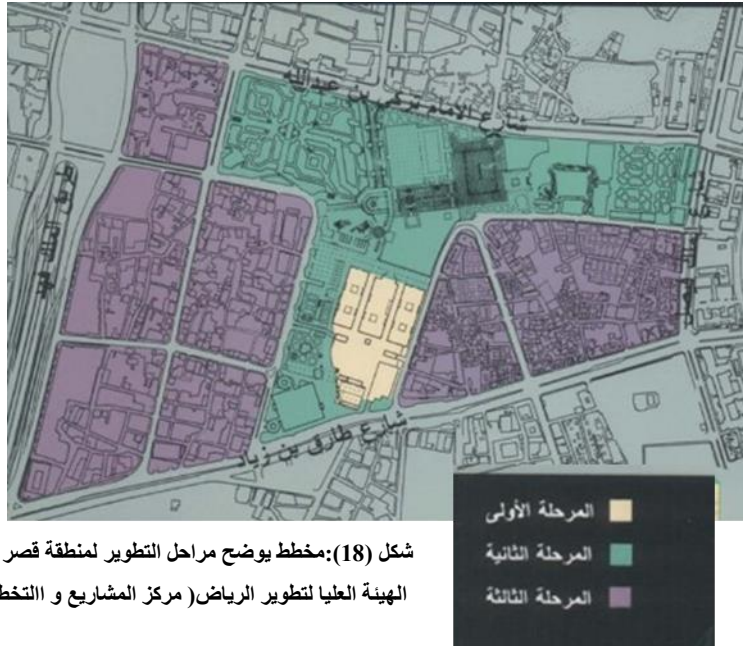 شارع الإمام تركي بن عبدالله
شارع طارق بن زياد
المرحلة الأولى
المرحلة الثانية
المرحلة الثالثة
شكل (18):مخطط يوضح مراحل التطوير لمنطقة قصر
الهيئة العليا لتطوير الرياض( مركز المشاريع و االتخط